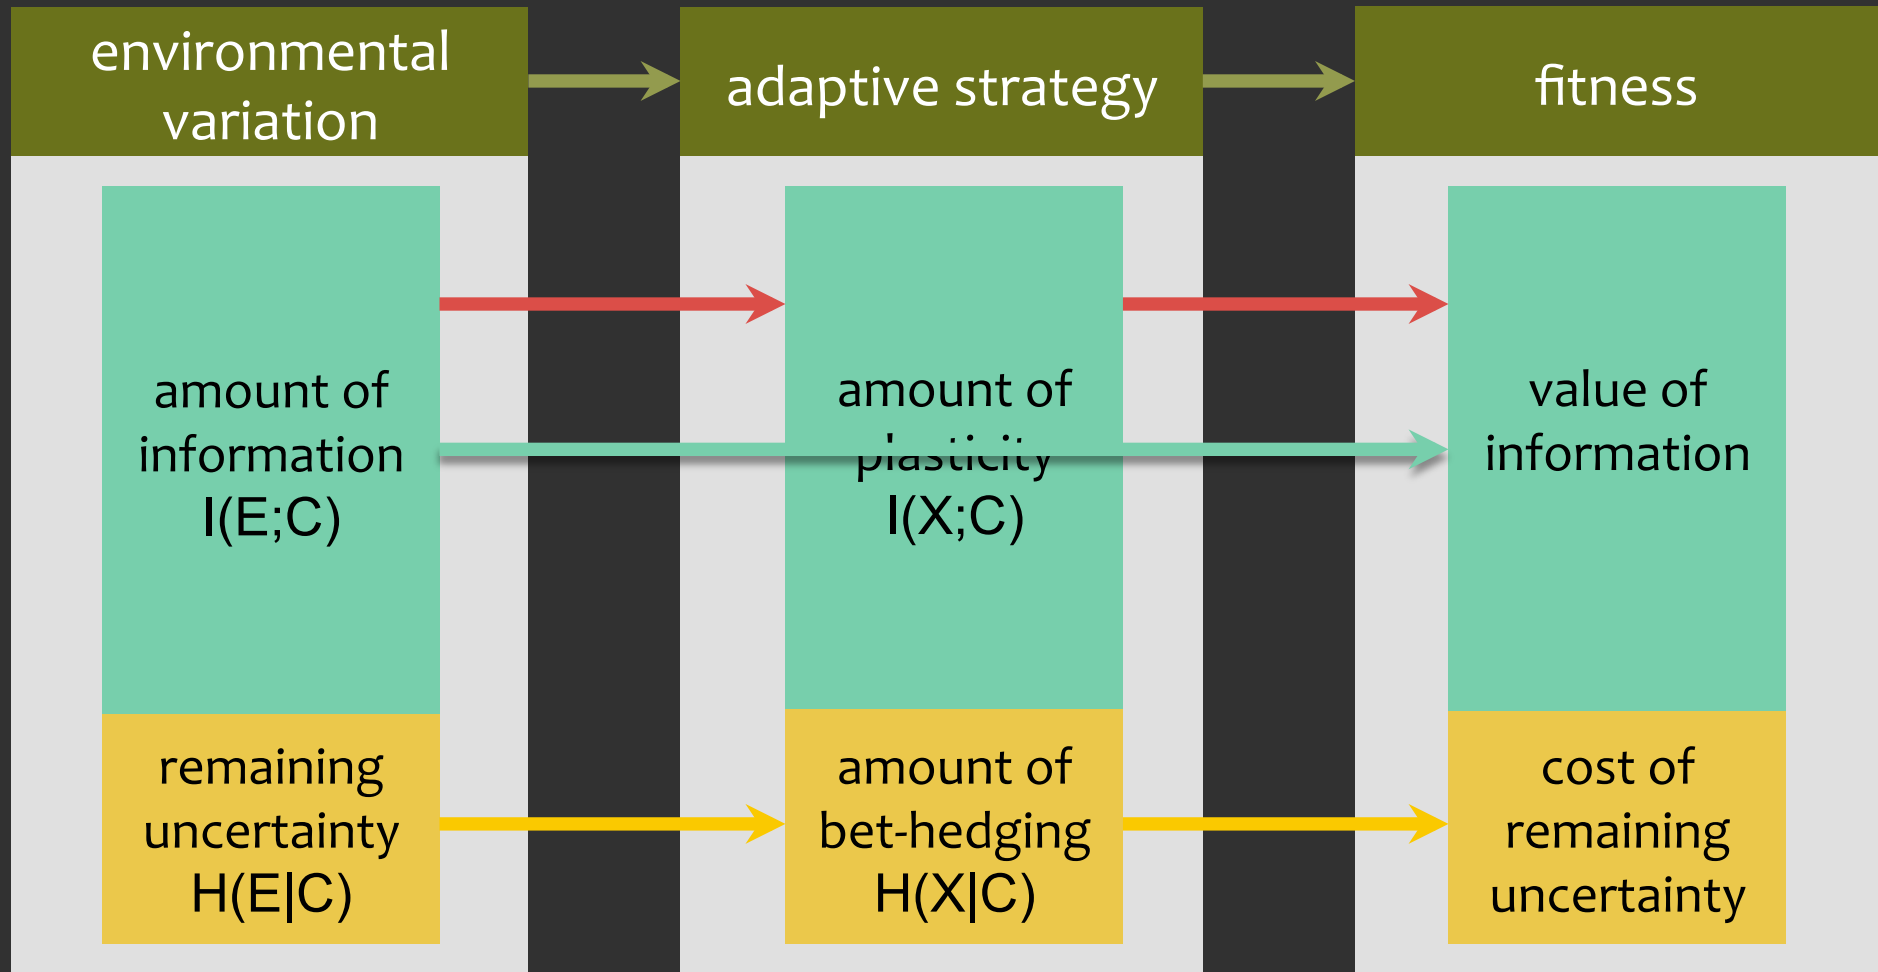 environmental
variation
adaptive strategy
fitness
amount of
information
I(E;C)
remaining
uncertainty
H(E|C)
amount of
plasticity
I(X;C)
amount of
bet-hedging
H(X|C)
value of
information
cost of
remaining
uncertainty